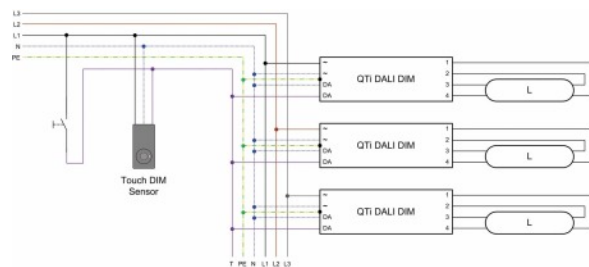 L3
L2
L1
N
PE
~
~
DA
DA
QTi DALI DIM
1
2
3
4
L
Touch DIM
Sensor
~
~
DA
DA
QTi DALI DIM
1
2
3
4
L
~
~
DA
DA
QTi DALI DIM
1
2
3
4
L
T PE N L1 L2 L3